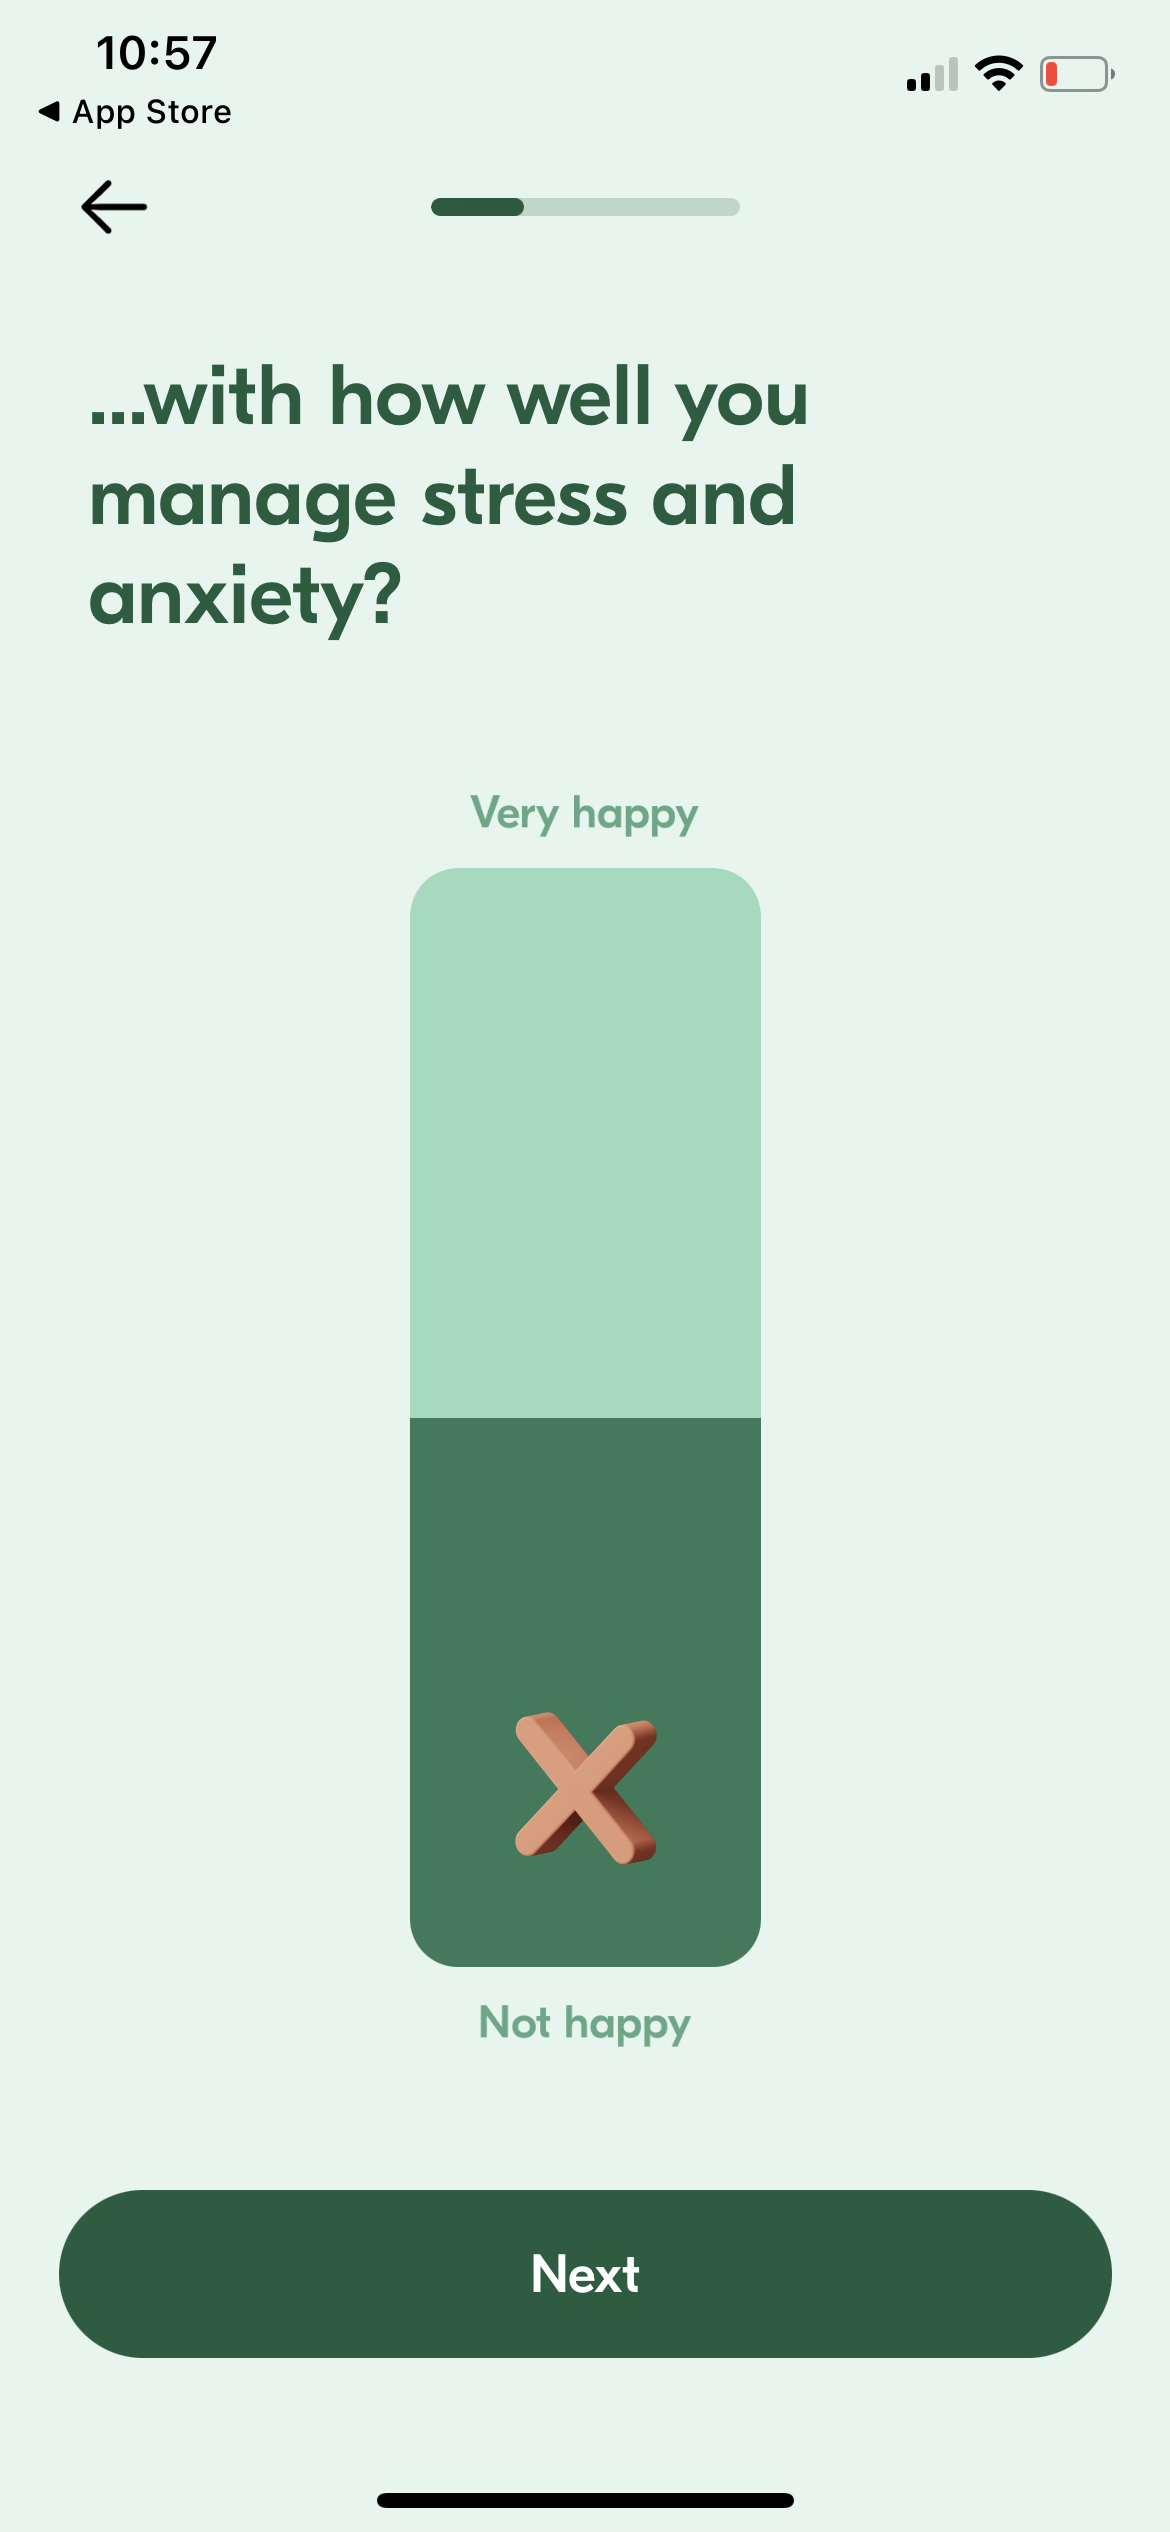 10:57
App Store
...with how well you
manage stress and
anxiety?
Very happy
Not happy
Next